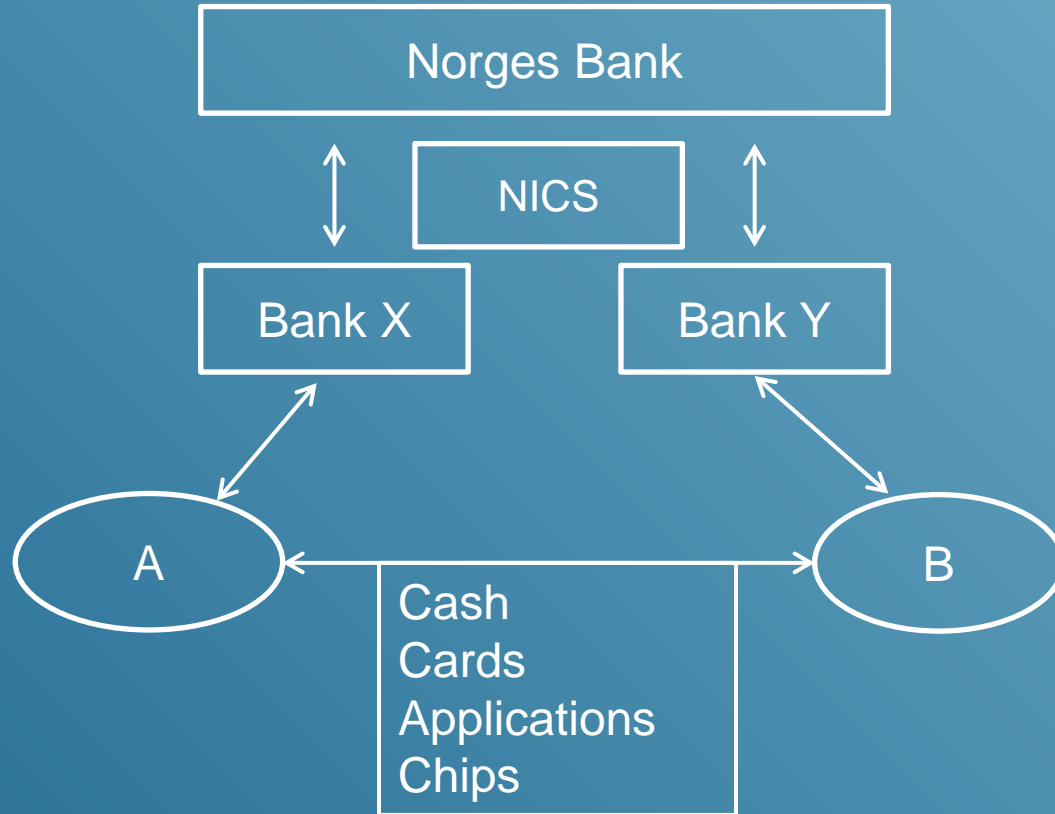 Norges Bank
NICS
Bank X
Bank Y
A
B
Cash
Cards
Applications
Chips